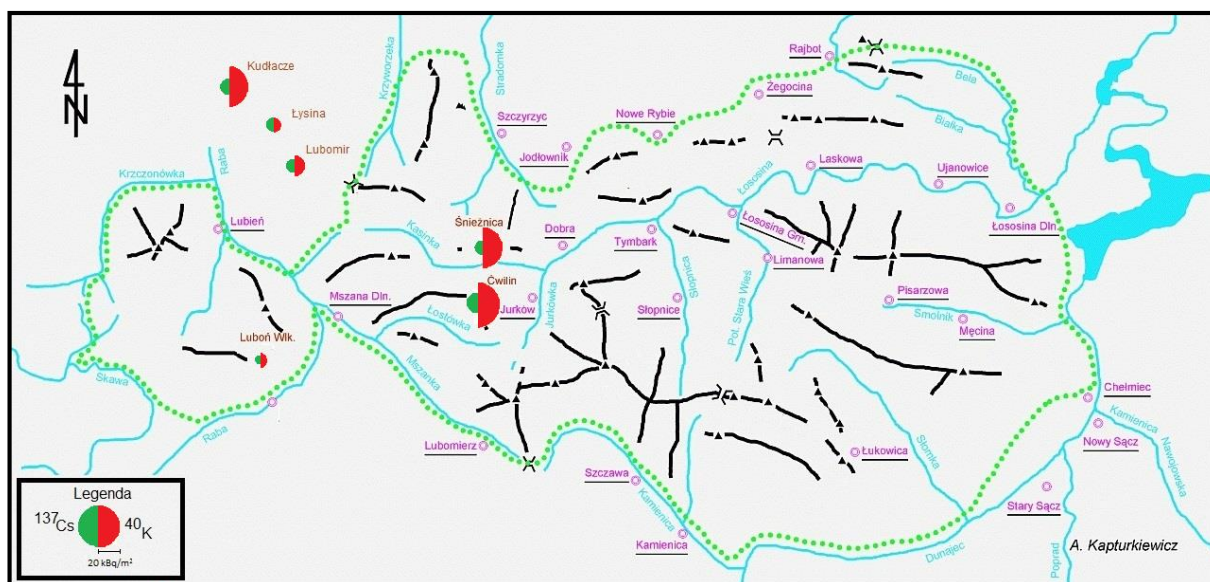 Rajbot
Bela
Kudłacze
Krzyworzeka
Stradomka
Żegocina
N
Łysina
Białka
Szczyrzyc
Nowe Rybie
Jodłownik
Lubomir
Łososina
Laskowa
Ujanowice
Krzczonówka
Raba
Łososina Dln.
Lubień
Śnieżnica
Kasinka
Dobra
Tymbark
Łososina Grn.
Limanowa
Ćwilin
Mszana Dln.
Jurków
Jurkówka
Słopnice
Słopnica
Pot. Stara Wieś
Pisarzowa
Smolnik
Męcina
Łostówka
Luboń Wlk.
Mszanka
Skawa
Raba
Chełmiec
Kamienica Nawojowska
Nowy Sącz
Lubomierz
Łukowica
Słomka
Szczawa
Kamienica
Stary Sącz
Kamienica
Dunajec
Poprad
A. Kapturkiewicz
Legenda
137Cs
40K
20 kBq/m²